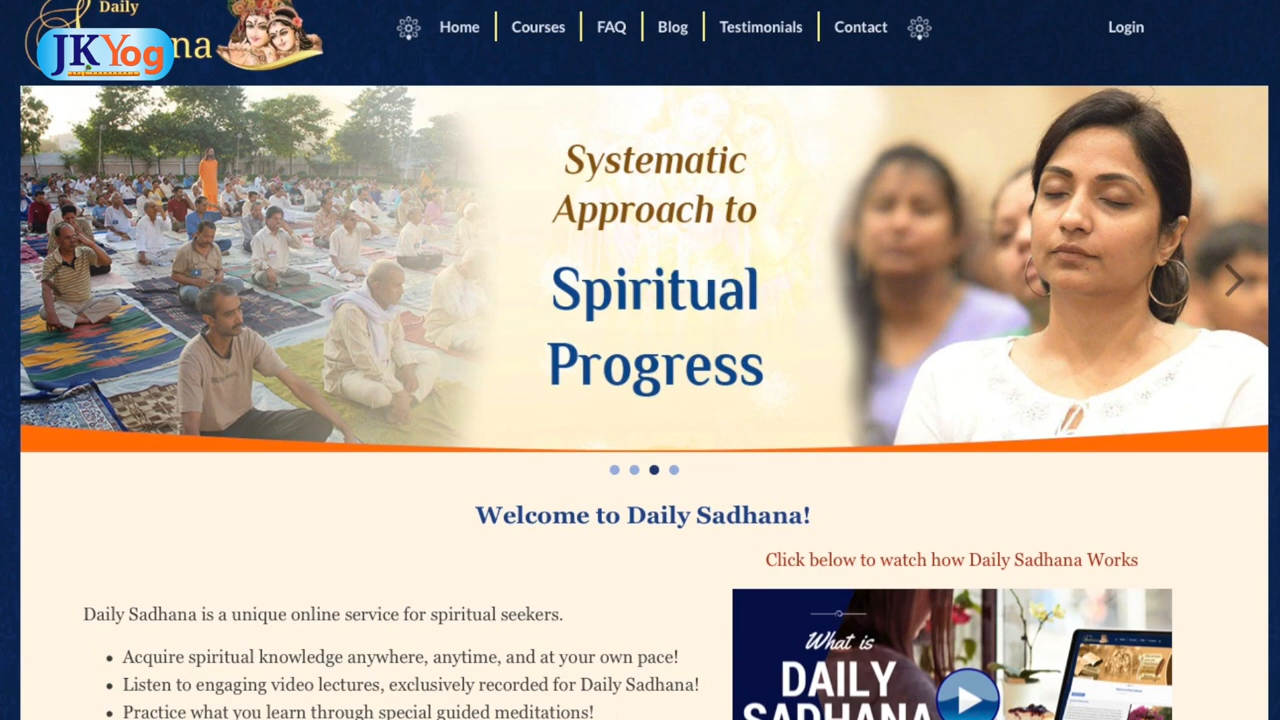 Daily
JKYog
na
Home
Courses
FAQ
Blog
Testimonials
Contact
Login
Systematic
Approach to
Spiritual
Progress
Welcome to Daily Sadhana!
Click below to watch how Daily Sadhana Works
Daily Sadhana is a unique online service for spiritual seekers.
• Acquire spiritual knowledge anywhere, anytime, and at your own pace!
• Listen to engaging video lectures, exclusively recorded for Daily Sadhana!
• Practice what you learn through special guided meditations!
What is
DAILY
SADHANA